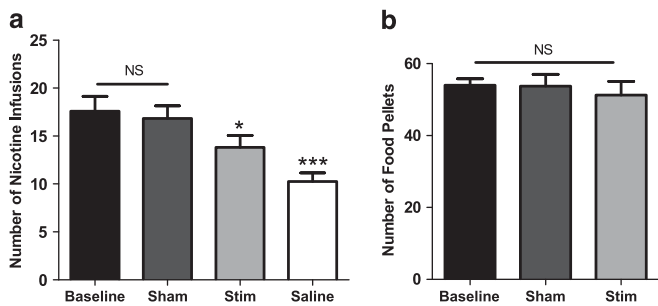 a
Number of Nicotine Infusions
25
20
15
10
5
0
NS
*
***
Baseline Sham Stim Saline
b
Number of Food Pellets
60
40
20
0
NS
Baseline Sham Stim